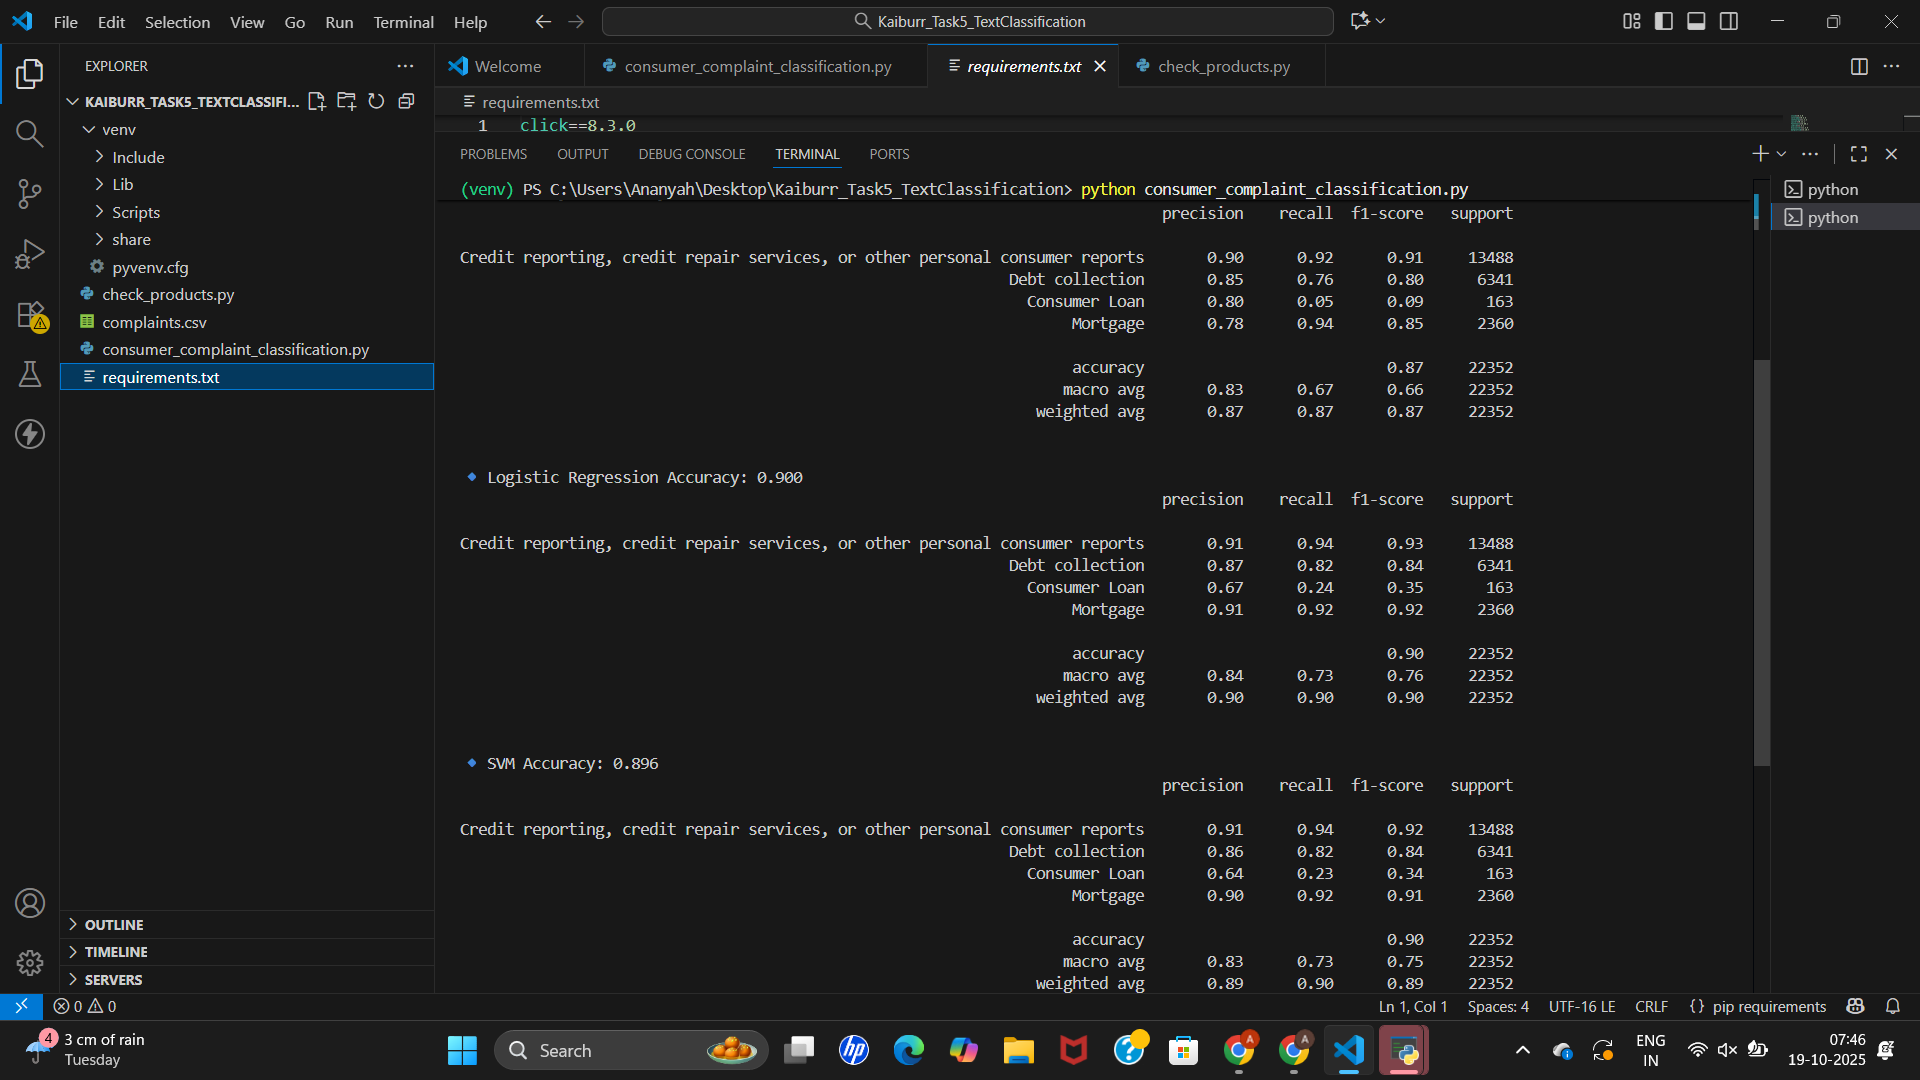 File Edit Selection View Go Run Terminal Help
Kaiburr_Task5_TextClassification
EXPLORER
KAIBURR_TASK5_TEXTCLASSIFI...
venv
Include
Lib
Scripts
share
pyvenv.cfg
check_products.py
complaints.csv
consumer_complaint_classification.py
requirements.txt
OUTLINE
TIMELINE
SERVERS
Welcome
consumer_complaint_classification.py
requirements.txt
check_products.py
requirements.txt
1 click==8.3.0
PROBLEMS OUTPUT DEBUG CONSOLE TERMINAL PORTS
python
python
(venv) PS C:\Users\Ananyah\Desktop\Kaiburr_Task5_TextClassification> python consumer_complaint_classification.py
precision recall f1-score support
Credit reporting, credit repair services, or other personal consumer reports 0.90 0.92 0.91 13488
Debt collection 0.85 0.76 0.80 6341
Consumer Loan 0.80 0.05 0.09 163
Mortgage 0.78 0.94 0.85 2360
accuracy 0.87 22352
macro avg 0.83 0.67 0.66 22352
weighted avg 0.87 0.87 0.87 22352
Logistic Regression Accuracy: 0.900
precision recall f1-score support
Credit reporting, credit repair services, or other personal consumer reports 0.91 0.94 0.93 13488
Debt collection 0.87 0.82 0.84 6341
Consumer Loan 0.67 0.24 0.35 163
Mortgage 0.91 0.92 0.92 2360
accuracy 0.90 22352
macro avg 0.84 0.73 0.76 22352
weighted avg 0.90 0.90 0.90 22352
SVM Accuracy: 0.896
precision recall f1-score support
Credit reporting, credit repair services, or other personal consumer reports 0.91 0.94 0.92 13488
Debt collection 0.86 0.82 0.84 6341
Consumer Loan 0.64 0.23 0.34 163
Mortgage 0.90 0.92 0.91 2360
accuracy 0.90 22352
macro avg 0.83 0.73 0.75 22352
weighted avg 0.89 0.90 0.89 22352
0 0
Ln 1, Col 1 Spaces: 4 UTF-16 LE CRLF {} pip requirements
4
3 cm of rain
Tuesday
Search
hp
A
A
ENG
IN
07:46
19-10-2025